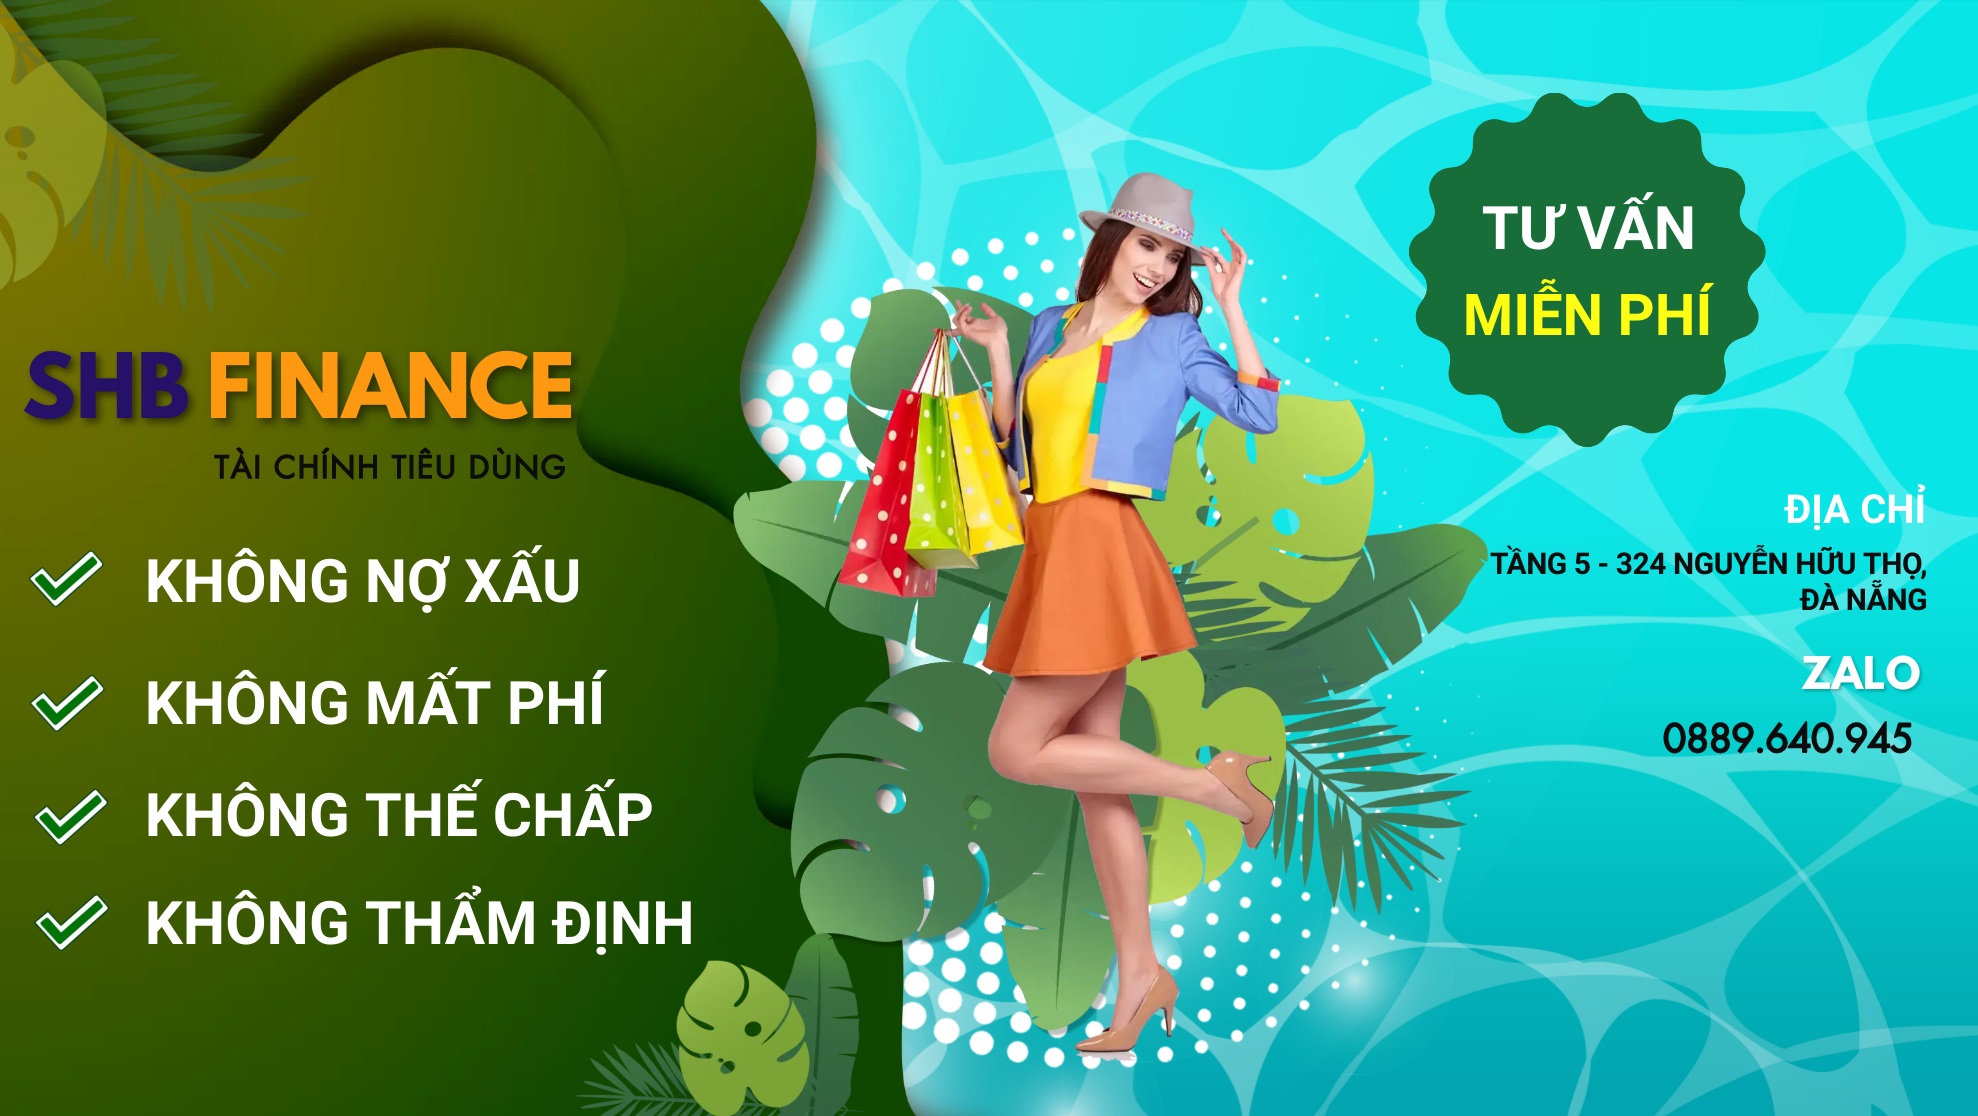 SHB FINANCE
TÀI CHÍNH TIÊU DÙNG
KHÔNG NỢ XẤU
KHÔNG MẤT PHÍ
KHÔNG THẾ CHẤP
KHÔNG THẨM ĐỊNH
TƯ VẤN
MIỄN PHÍ
ĐỊA CHỈ
TẦNG 5 - 324 NGUYỄN HỮU THỌ,
ĐÀ NẴNG
ZALO
0889.640.945